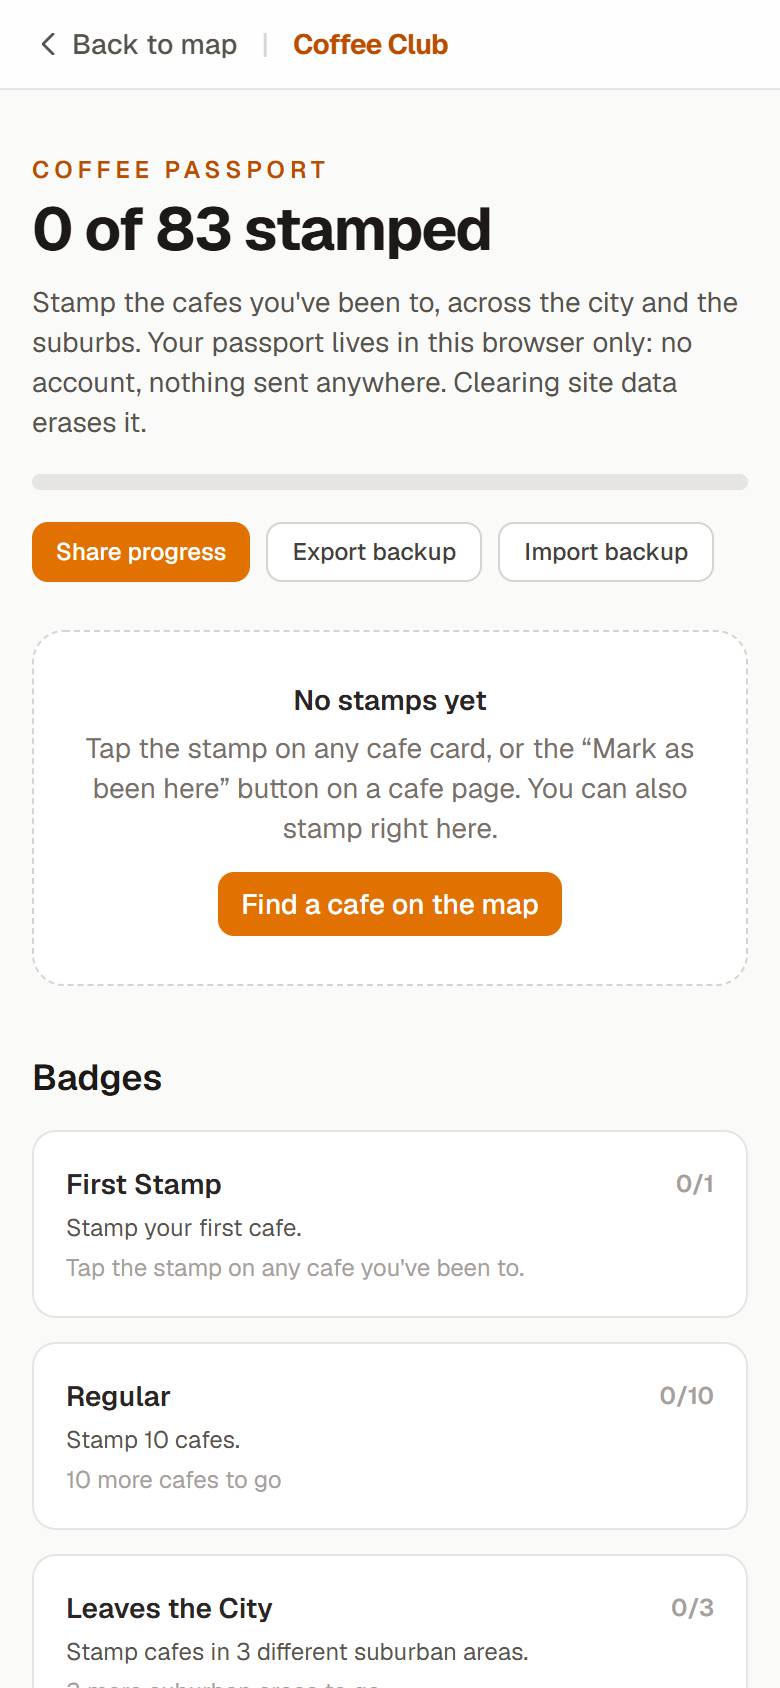 Back to map | Coffee Club
COFFEE PASSPORT
0 of 83 stamped
Stamp the cafes you've been to, across the city and the
suburbs. Your passport lives in this browser only: no
account, nothing sent anywhere. Clearing site data
erases it.
Share progress
Export backup
Import backup
No stamps yet
Tap the stamp on any cafe card, or the “Mark as
been here” button on a cafe page. You can also
stamp right here.
Find a cafe on the map
Badges
First Stamp 0/1
Stamp your first cafe.
Tap the stamp on any cafe you've been to.
Regular 0/10
Stamp 10 cafes.
10 more cafes to go
Leaves the City 0/3
Stamp cafes in 3 different suburban areas.
3 more suburban areas to go